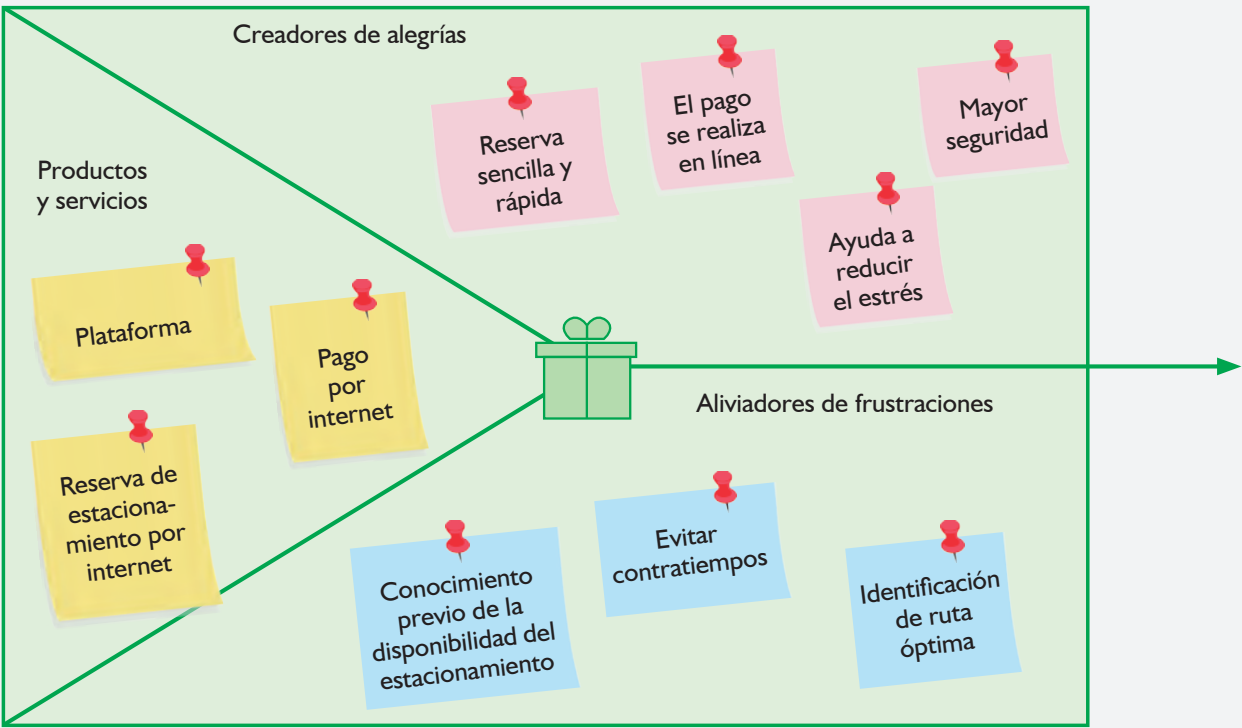 Creadores de alegrías
Reserva
sencilla y
rápida
El pago
se realiza
en línea
Mayor
seguridad
Ayuda a
reducir
el estrés
Productos
y servicios
Plataforma
Pago
por
internet
Reserva de
estaciona-
miento por
internet
Aliviadores de frustraciones
Conocimiento
previo de la
disponibilidad del
estacionamiento
Evitar
contratiempos
Identificación
de ruta
óptima